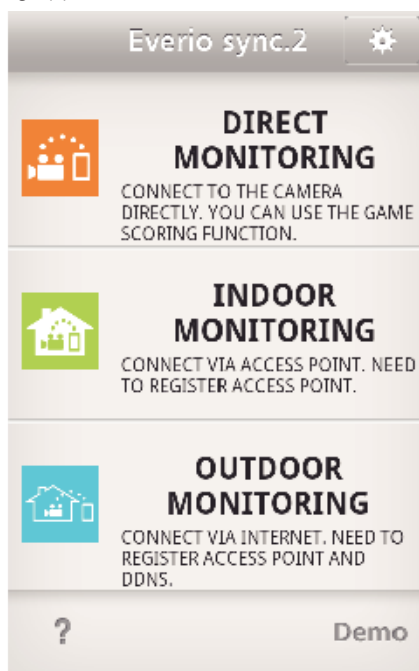 Everio sync.2
DIRECT
MONITORING
CONNECT TO THE CAMERA
DIRECTLY. YOU CAN USE THE GAME
SCORING FUNCTION.
INDOOR
MONITORING
CONNECT VIA ACCESS POINT. NEED
TO REGISTER ACCESS POINT.
OUTDOOR
MONITORING
CONNECT VIA INTERNET. NEED TO
REGISTER ACCESS POINT AND
DDNS.
? Demo